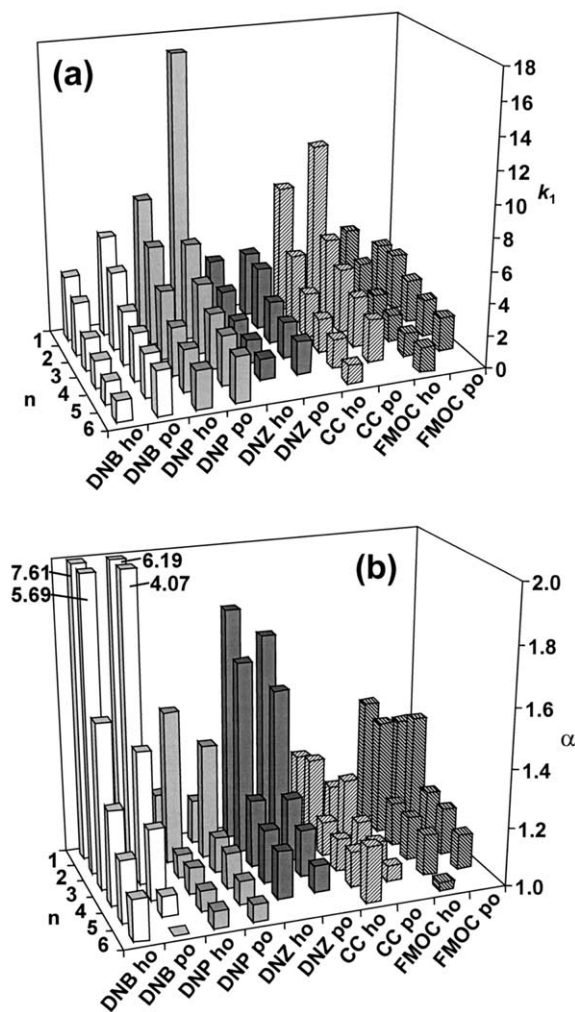 (a)
18
16
14
12
10
8
6
4
2
0
k1
1
2
3
4
5
6
n
DNB ho
DNB po
DNP ho
DNP po
DNZ ho
DNZ po
CC ho
CC po
FMOC ho
FMOC po
(b)
7.61
5.69
6.19
4.07
2.0
1.8
1.6
1.4
1.2
1.0
α
1
2
3
4
5
6
n
DNB ho
DNB po
DNP ho
DNP po
DNZ ho
DNZ po
CC ho
CC po
FMOC ho
FMOC po